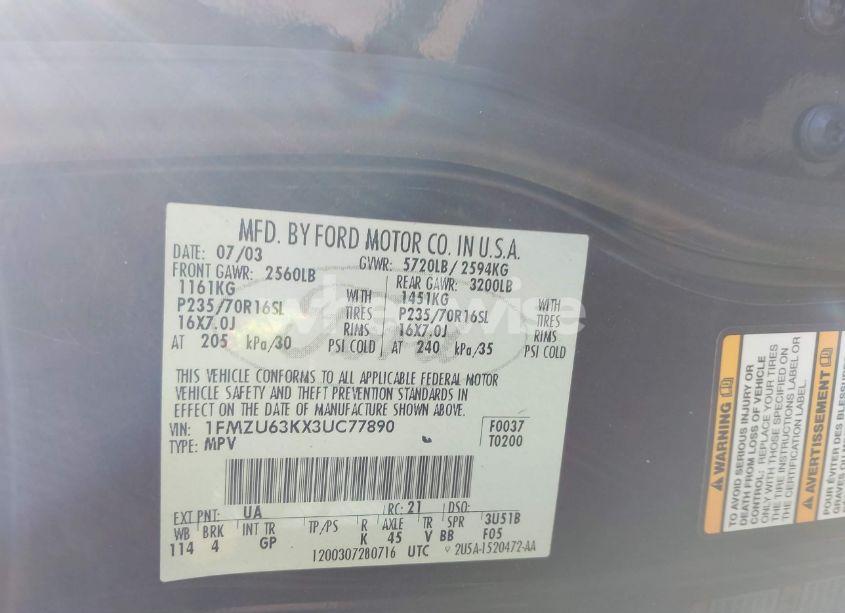 MFD. BY FORD MOTOR CO. IN U.S.A.
DATE: 07/03 GVWR: 5720LB/2594KG
FRONT GAWR: 2560LB REAR GAWR: 3200LB
1161KG WITH 1451KG WITH
P235/70R16SL TIRES P235/70R16SL TIRES
16X7.0J RIMS 16X7.0J RIMS
AT 205 kPa/30 PSI COLD AT 240 kPa/35 PSI COLD
THIS VEHICLE CONFORMS TO ALL APPLICABLE FEDERAL MOTOR
VEHICLE SAFETY AND THEFT PREVENTION STANDARDS IN
EFFECT ON THE DATE OF MANUFACTURE SHOWN ABOVE.
VIN: 1FMZU63KX3UC77890 F0037
TYPE: MPV T0200
EXT PNT: UA RC: 21 DSO:
WB BRK INT TR TP/PS R AXLE TR SPR 3U51B
114 4 GP K 45 V BB F05
1200307280716 UTC 2U5A-1520472-AA
wheelwise
TO AVOID SERIOUS INJURY OR
DEATH FROM LOSS OF VEHICLE
CONTROL: REPLACE YOUR TIRES
ONLY WITH THOSE SPECIFIED ON
THE TIRE INSTRUCTIONS LABEL OR
THE CERTIFICATION LABEL.
AVERTISSEMENT
POUR ÉVITER DES BLESSURES